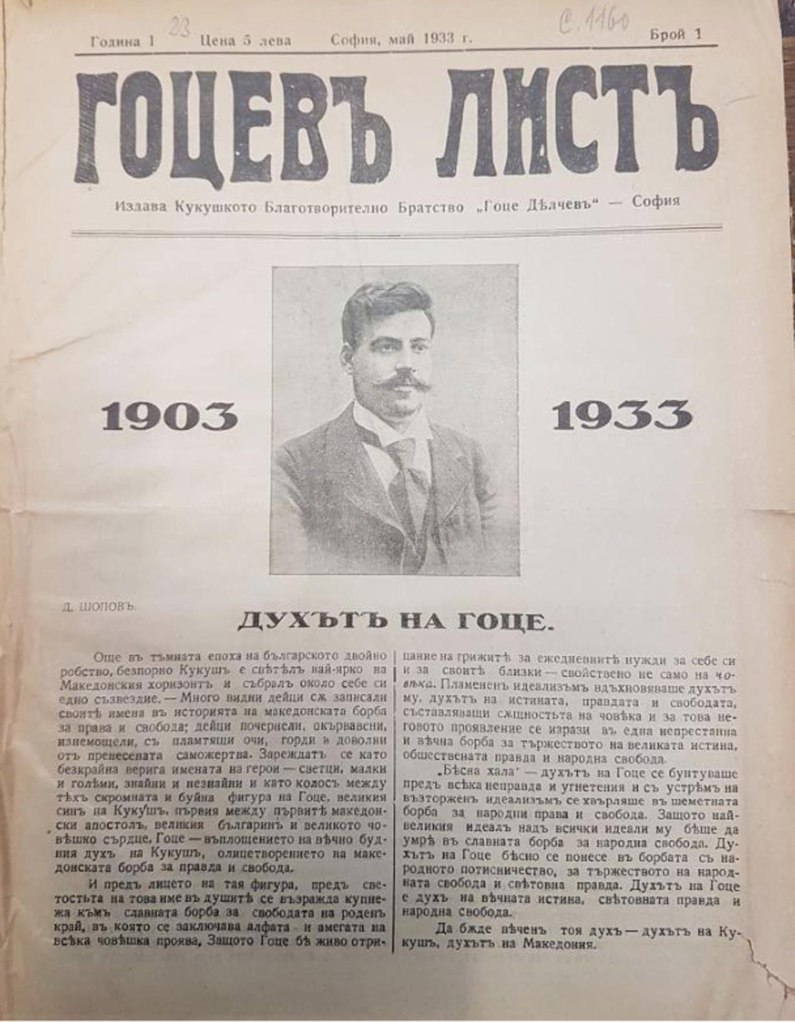 23
С. 1160
Година 1 Цена 5 лева София, май 1933 г. Брой 1
ГОЦЕВЪ ЛИСТЪ
Издава Кукушкото Благотворително Братство „Гоце Дѣлчевъ“ — София
1903
1933
Д. ШОПОВЪ.
ДУХЪТЪ НА ГОЦЕ.
Още въ тъмната епоха на българското двойно
робство, безпорно Кукушъ е свѣтѣлъ най-ярко на
Македонския хоризонтъ и събралъ около себе си
едно съзвездие. — Много видни дейци сѫ записали
своитѣ имена въ историята на македонската борба
за права и свобода; дейци почернели, окървавени,
изнемощели, съ пламтящи очи, горди и доволни
отъ пренесената саможертва. Зареждатъ се като
безкрайна верига имената на герои — светци, малки
и голѣми, знайни и незнайни и като колосъ между
тѣхъ скромната и буйна фигура на Гоце, великия
синъ на Кукушъ, първия между първитѣ македон-
ски апостолъ, великия българинъ и великото чо-
вѣшко сърдце. Гоце — въплощението на вѣчно буд-
ния духъ на Кукушъ, олицетворението на маке-
донската борба за правда и свобода.
И предъ лицето на тая фигура, предъ све-
тостьта на това име въ душитѣ се възражда купне-
жа къмъ славната борба за свободата на роденъ
край, въ която се заключава алфата и амегата на
всѣка човѣшка проява, Защото Гоце бѣ живо отри-
цание на грижитѣ за ежедневнитѣ нужди за себе си
и за своитѣ близки — свойствено не само на чо-
вѣка. Пламененъ идеализъмъ вдъхновяваше духътъ
му, духътъ на истината, правдата и свободата,
съставляващи сѫщностьта на човѣка и за това не-
говото проявление се изрази въ една непрестанна
и вѣчна борба за тържеството на великата истина,
обществената правда и народна свобода.
„Бѣсна хала“ — духътъ на Гоце се бунтуваше
предъ всѣка неправда и угнетения и съ устрѣмъ на
възторженъ идеализъмъ се хвърляше въ шеметната
борба за народни права и свобода. Защото най-
великия идеалъ надъ всички идеали му бѣше да
умрѣ въ славната борба за народна свобода. Ду-
хътъ на Гоце бѣсно се понесе въ борбата съ на-
родното потисничество, за тържеството на народ-
ната свобода и свѣтовна правда. Духътъ на Гоце
е духъ на вѣчната истина, свѣтовната правда и
народна свобода.
Да бѫде вѣченъ тоя духъ — духътъ на Ку-
кушъ, духътъ на Македония.